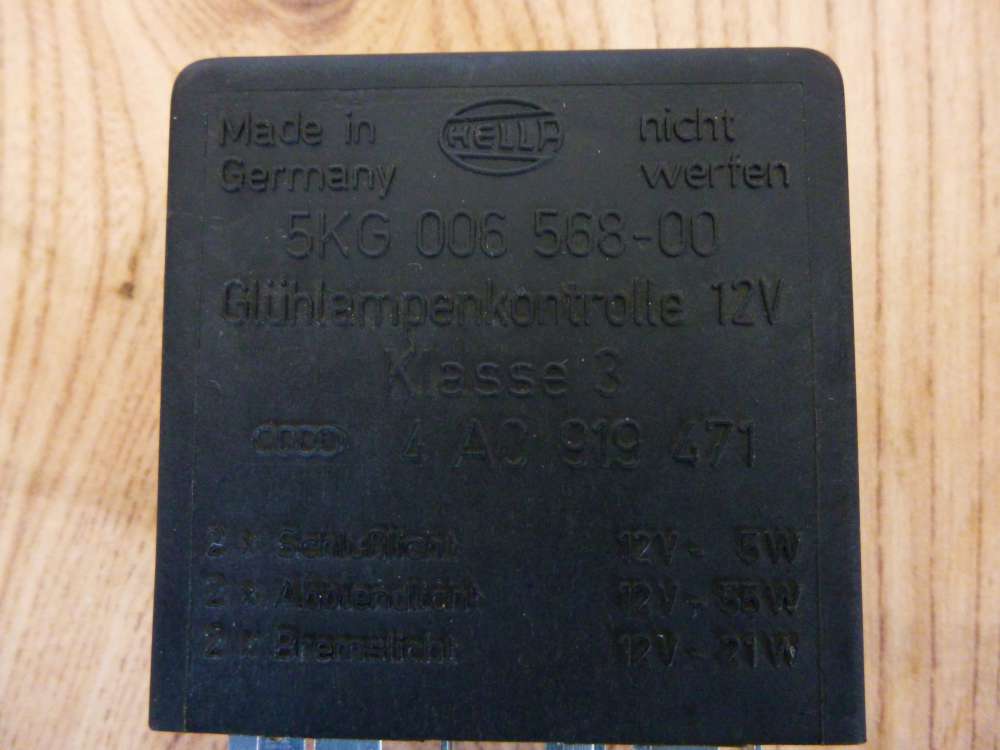 Made in Germany
HELLA
nicht werfen
5KG 006 568-00
Glühlampenkontrolle 12V
Klasse 3
4 A0 919 471
2 x Schlußlicht 12V - 5W
2 x Abblendlicht 12V - 55W
2 x Bremslicht 12V - 21W